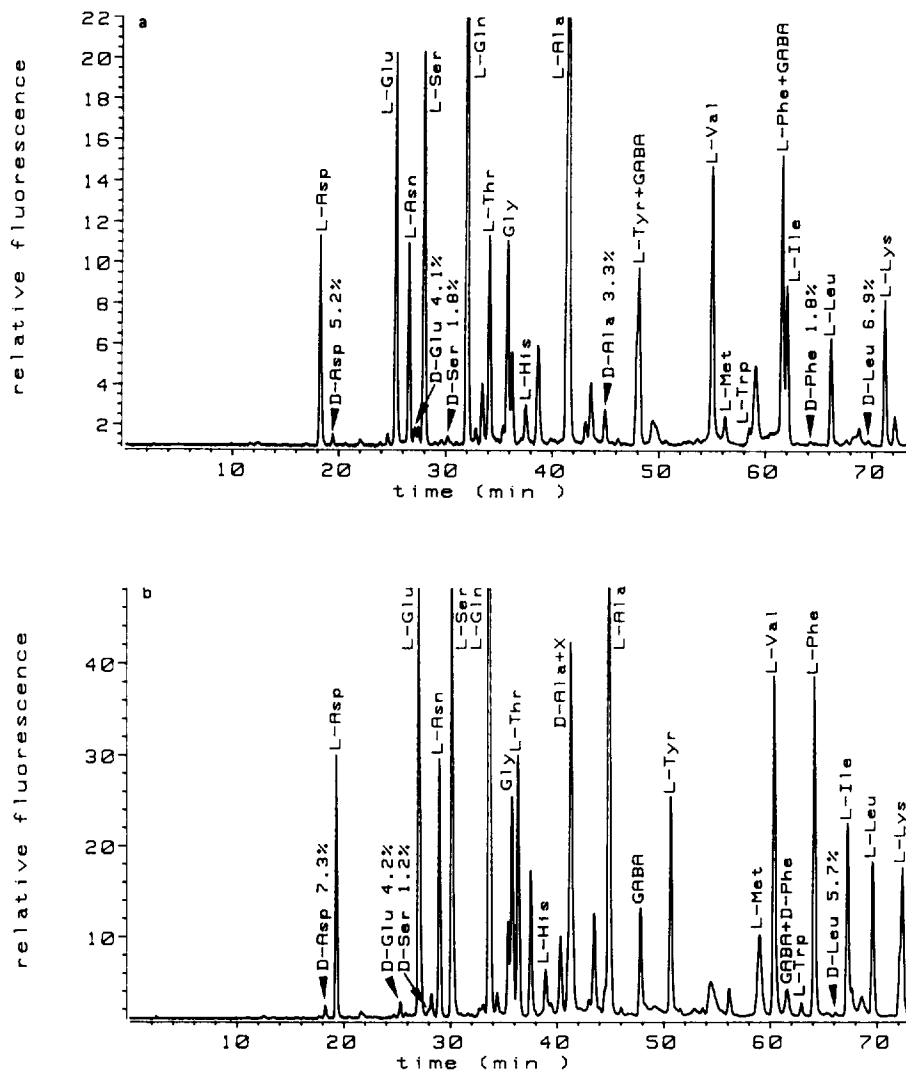 a
relative fluorescence
22
20
18
16
14
12
10
8
6
4
2
L-Asp
D-Asp 5.2%
L-Glu
L-Asn
D-Glu 4.1%
L-Ser
D-Ser 1.8%
L-Gln
L-Thr
Gly
L-His
L-Ala
D-Ala 3.3%
L-Tyr+GABA
L-Val
L-Met
L-Trp
L-Phe+GABA
L-Ile
D-Phe 1.8%
L-Leu
D-Leu 6.9%
L-Lys
10 20 30 40 50 60 70
time (min )
b
relative fluorescence
40
30
20
10
D-Asp 7.3%
L-Asp
D-Glu 4.2%
D-Ser 1.2%
L-Glu
L-Asn
L-Ser
L-Gln
Gly
L-Thr
L-His
D-Ala+X
L-Ala
GABA
L-Tyr
L-Met
L-Val
GABA+D-Phe
L-Trp
L-Phe
D-Leu 5.7%
L-Ile
L-Leu
L-Lys
10 20 30 40 50 60 70
time (min )